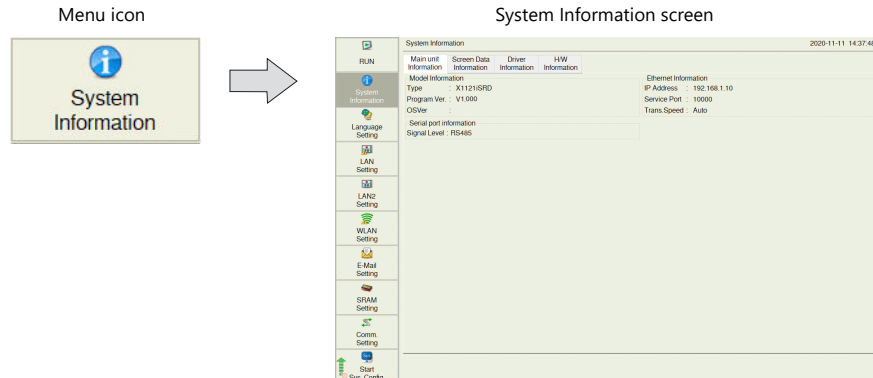 Menu icon
System Information screen
System
Information
System Information
2020-11-11 14:37:48
RUN
System
Information
Language
Setting
LAN
Setting
LAN2
Setting
WLAN
Setting
E-Mail
Setting
SRAM
Setting
Comm.
Setting
Start
Sys. Config
Main unit
Information
Screen Data
Information
Driver
Information
H/W
Information
Model Information
Type : X1121iSRD
Program Ver. : V1.000
OSVer :
Serial port information
Signal Level : RS485
Ethernet Information
IP Address : 192.168.1.10
Service Port : 10000
Trans.Speed : Auto